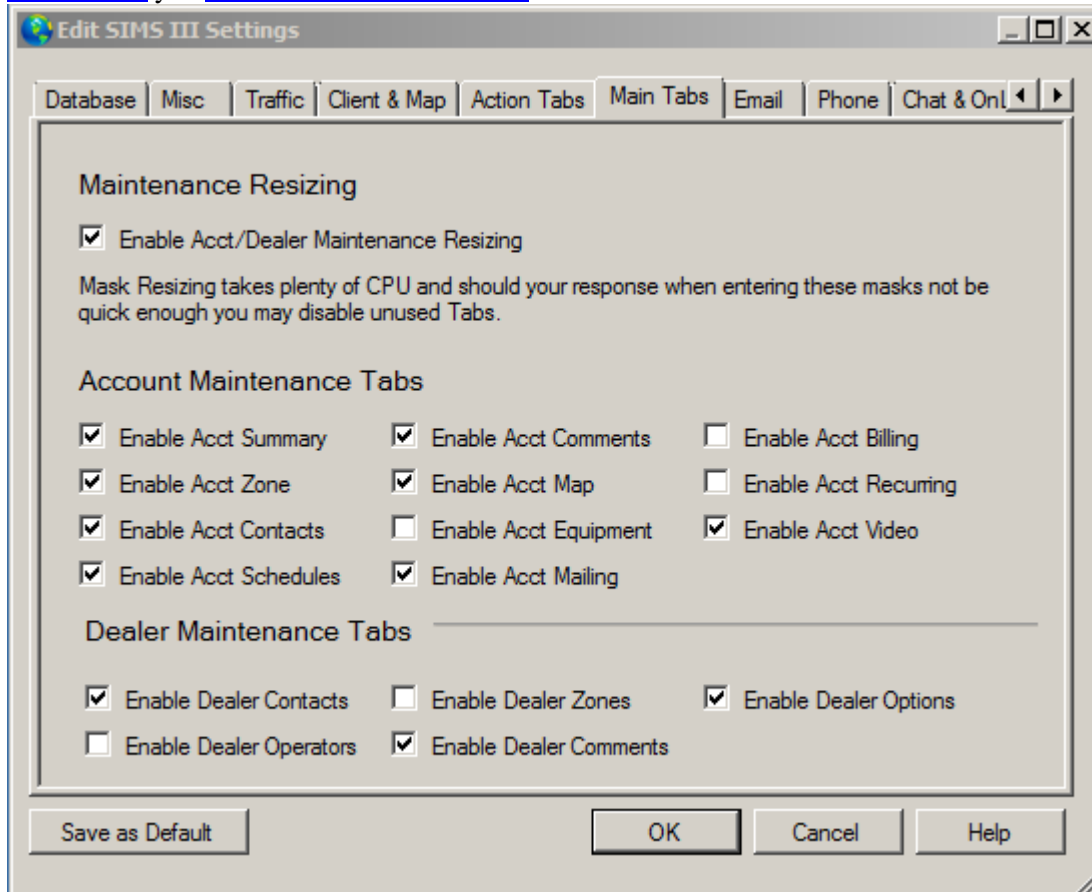 Edit SIMS III Settings
Database Misc Traffic Client & Map Action Tabs Main Tabs Email Phone Chat & OnL
Maintenance Resizing
Enable Acct/Dealer Maintenance Resizing
Mask Resizing takes plenty of CPU and should your response when entering these masks not be
quick enough you may disable unused Tabs.
Account Maintenance Tabs
Enable Acct Summary Enable Acct Comments Enable Acct Billing
Enable Acct Zone Enable Acct Map Enable Acct Recurring
Enable Acct Contacts Enable Acct Equipment Enable Acct Video
Enable Acct Schedules Enable Acct Mailing
Dealer Maintenance Tabs
Enable Dealer Contacts Enable Dealer Zones Enable Dealer Options
Enable Dealer Operators Enable Dealer Comments
Save as Default OK Cancel Help